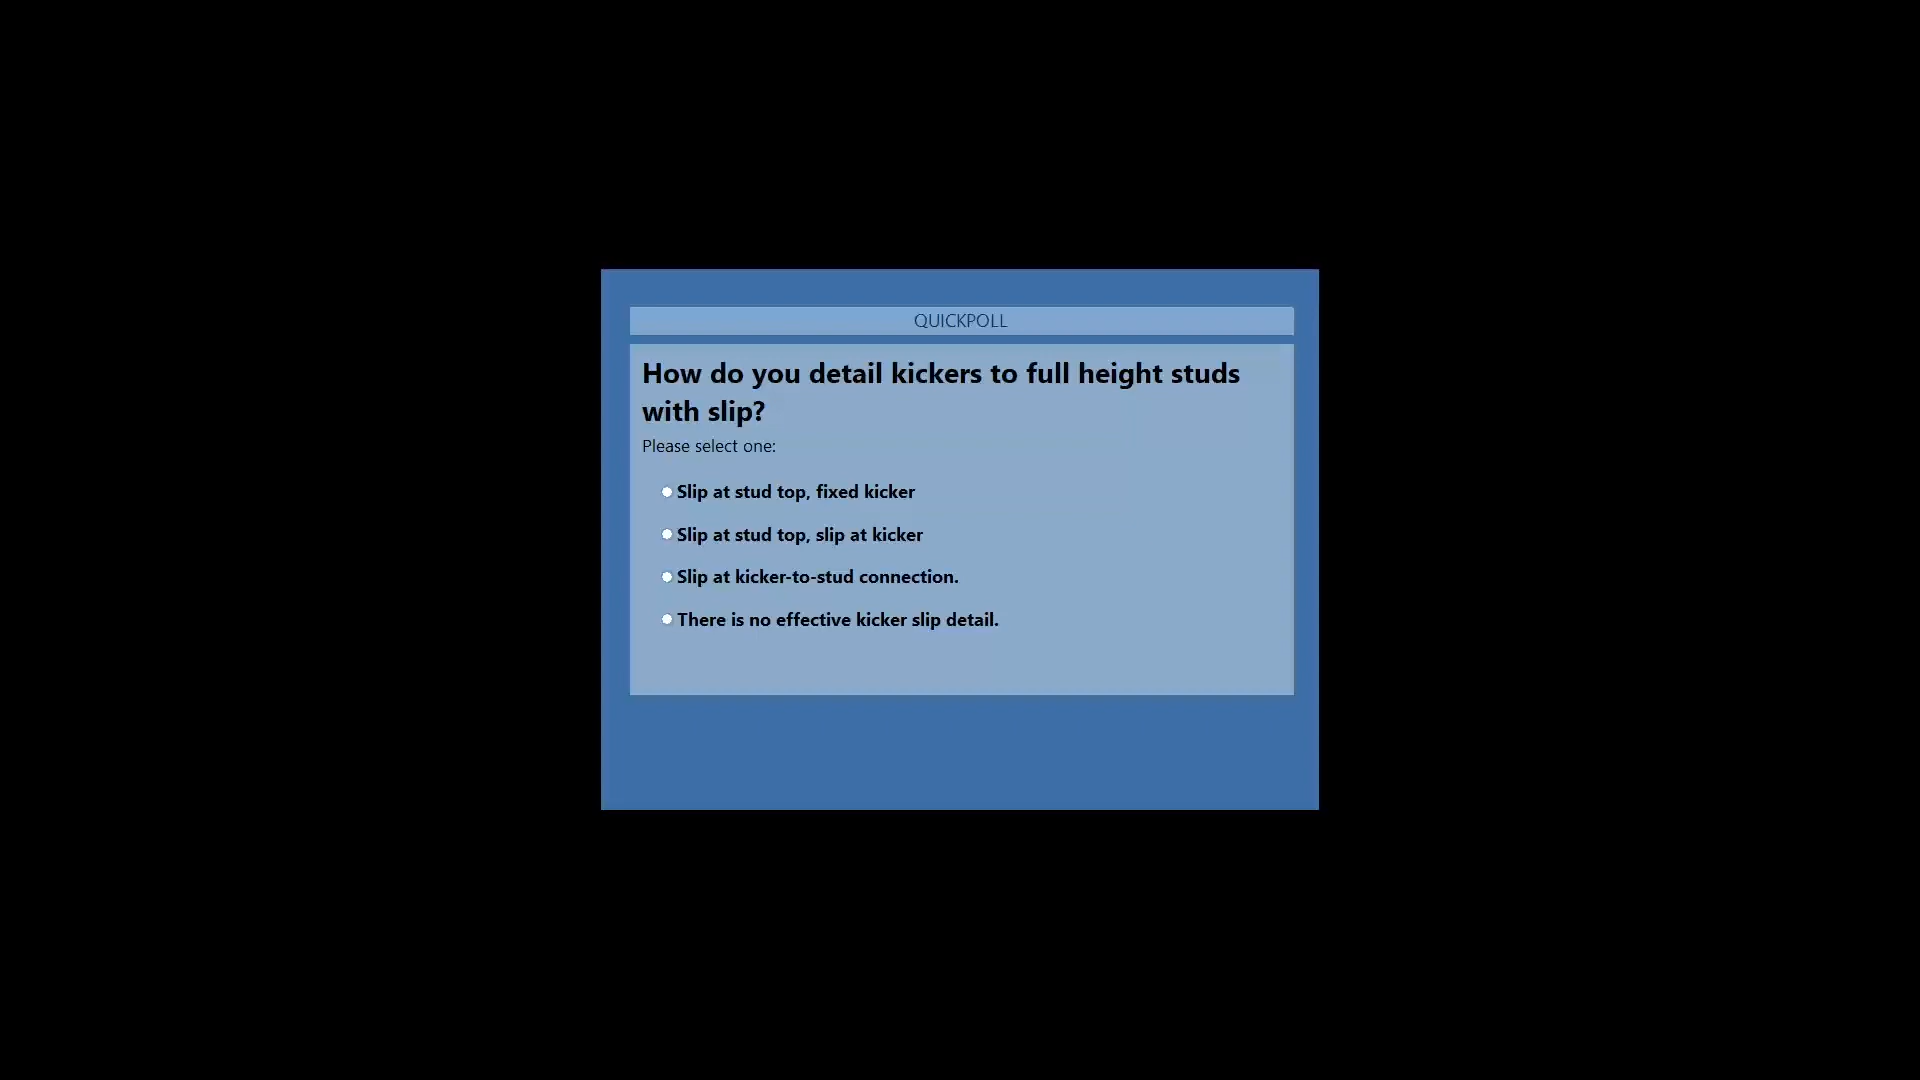 QUICKPOLL
How do you detail kickers to full height studs
with slip?
Please select one:
Slip at stud top, fixed kicker
Slip at stud top, slip at kicker
Slip at kicker-to-stud connection.
There is no effective kicker slip detail.